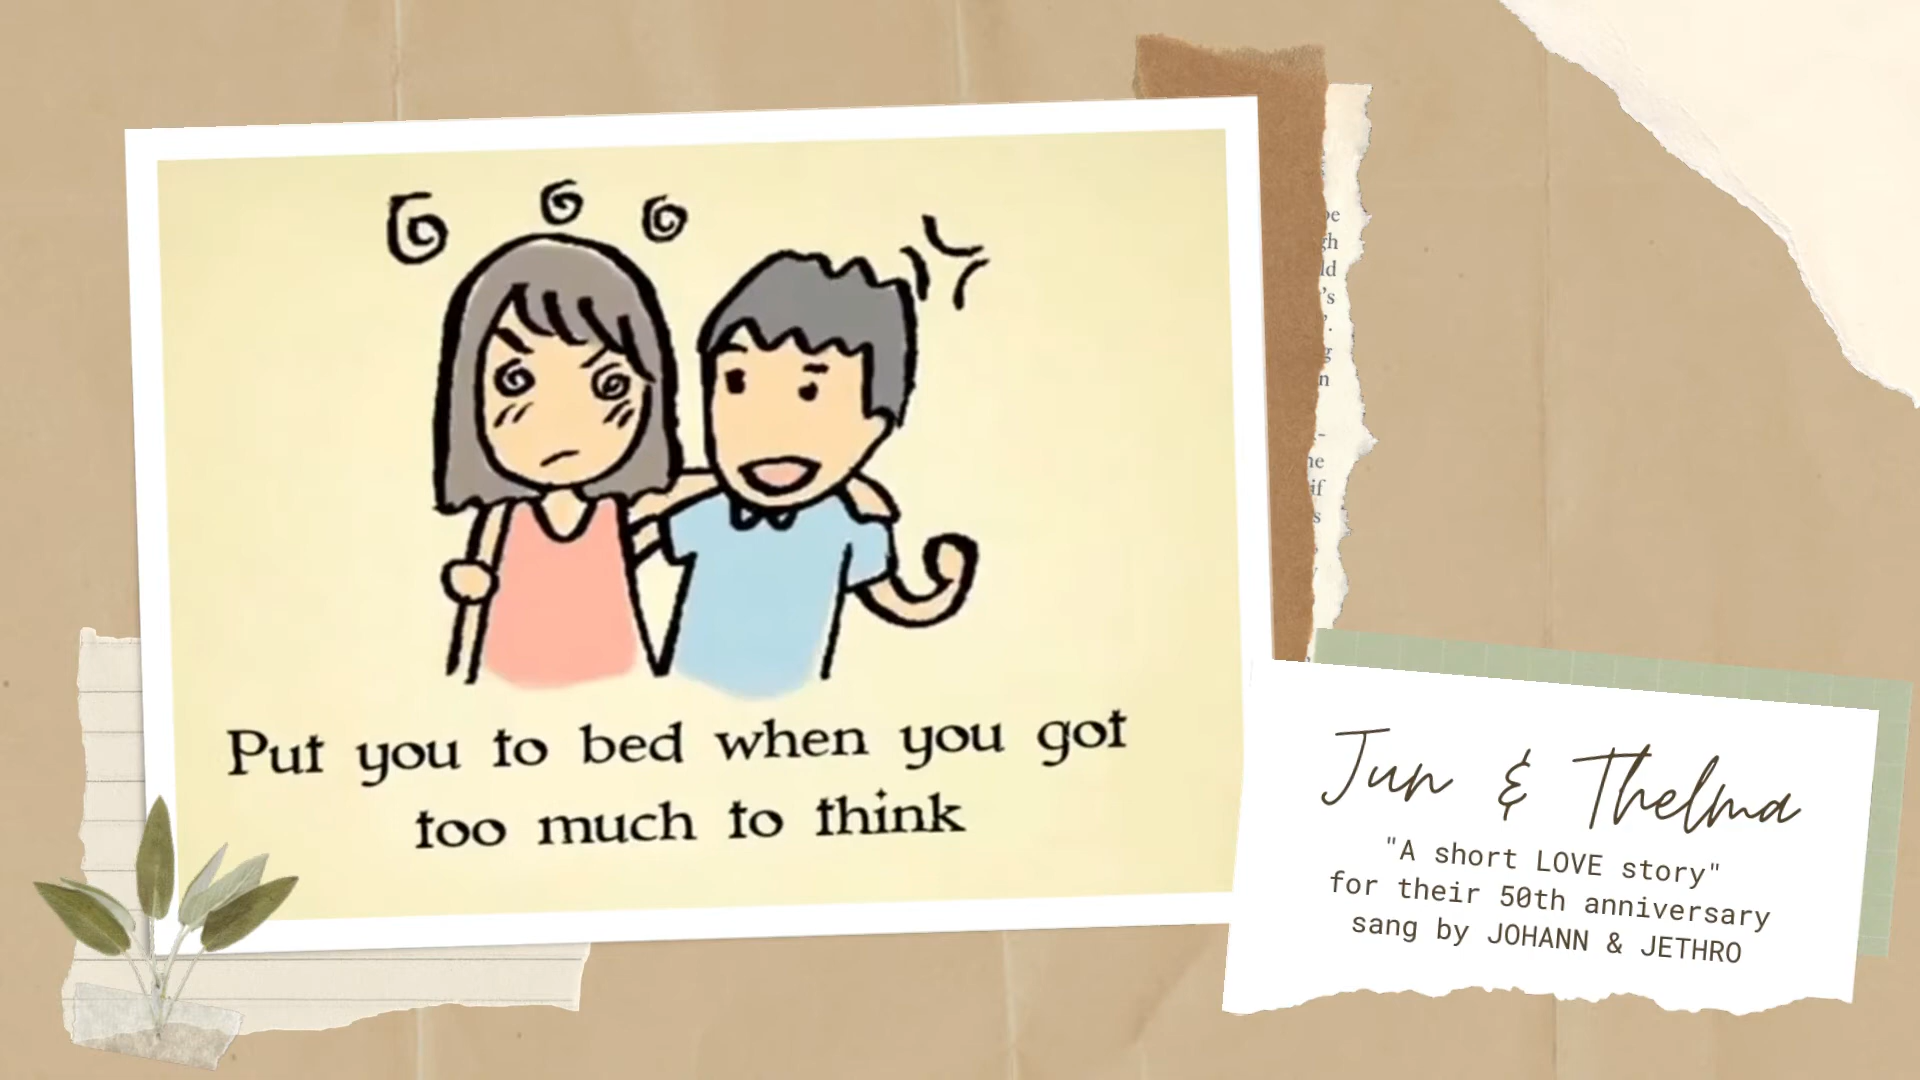 Put you to bed when you got
too much to think
Jun & Thelma
"A short LOVE story"
for their 50th anniversary
sang by JOHANN & JETHRO